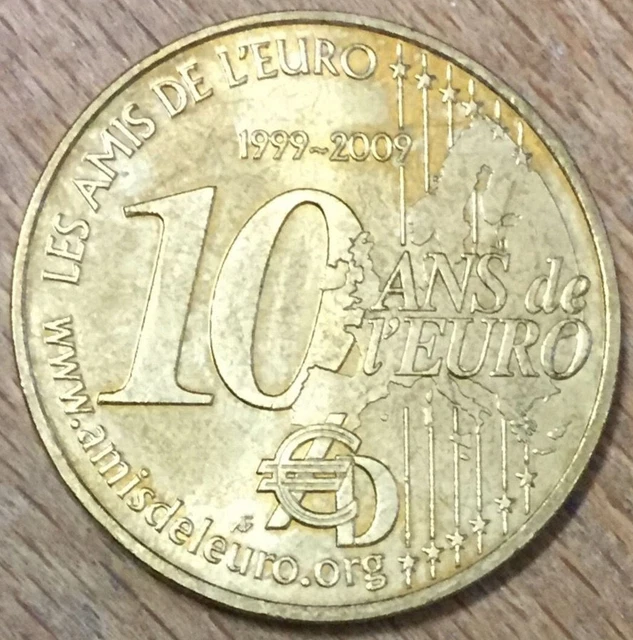 LES AMIS DE L'EURO
1999~2009
10
ANS de
l'EURO
www.amisdeleuro.org